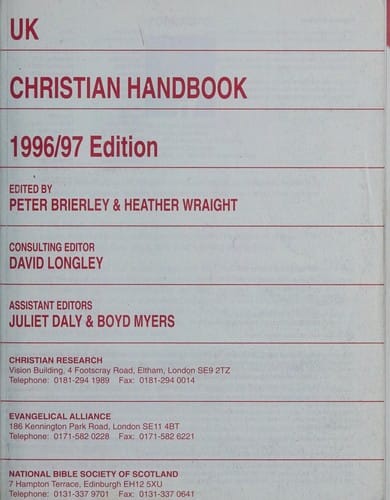 UK
CHRISTIAN HANDBOOK
1996/97 Edition
EDITED BY
PETER BRIERLEY & HEATHER WRAIGHT
CONSULTING EDITOR
DAVID LONGLEY
ASSISTANT EDITORS
JULIET DALY & BOYD MYERS
CHRISTIAN RESEARCH
Vision Building, 4 Footscray Road, Eltham, London SE9 2TZ
Telephone: 0181-294 1989 Fax: 0181-294 0014
EVANGELICAL ALLIANCE
186 Kennington Park Road, London SE11 4BT
Telephone: 0171-582 0228 Fax: 0171-582 6221
NATIONAL BIBLE SOCIETY OF SCOTLAND
7 Hampton Terrace, Edinburgh EH12 5XU
Telephone: 0131-337 9701 Fax: 0131-337 0641